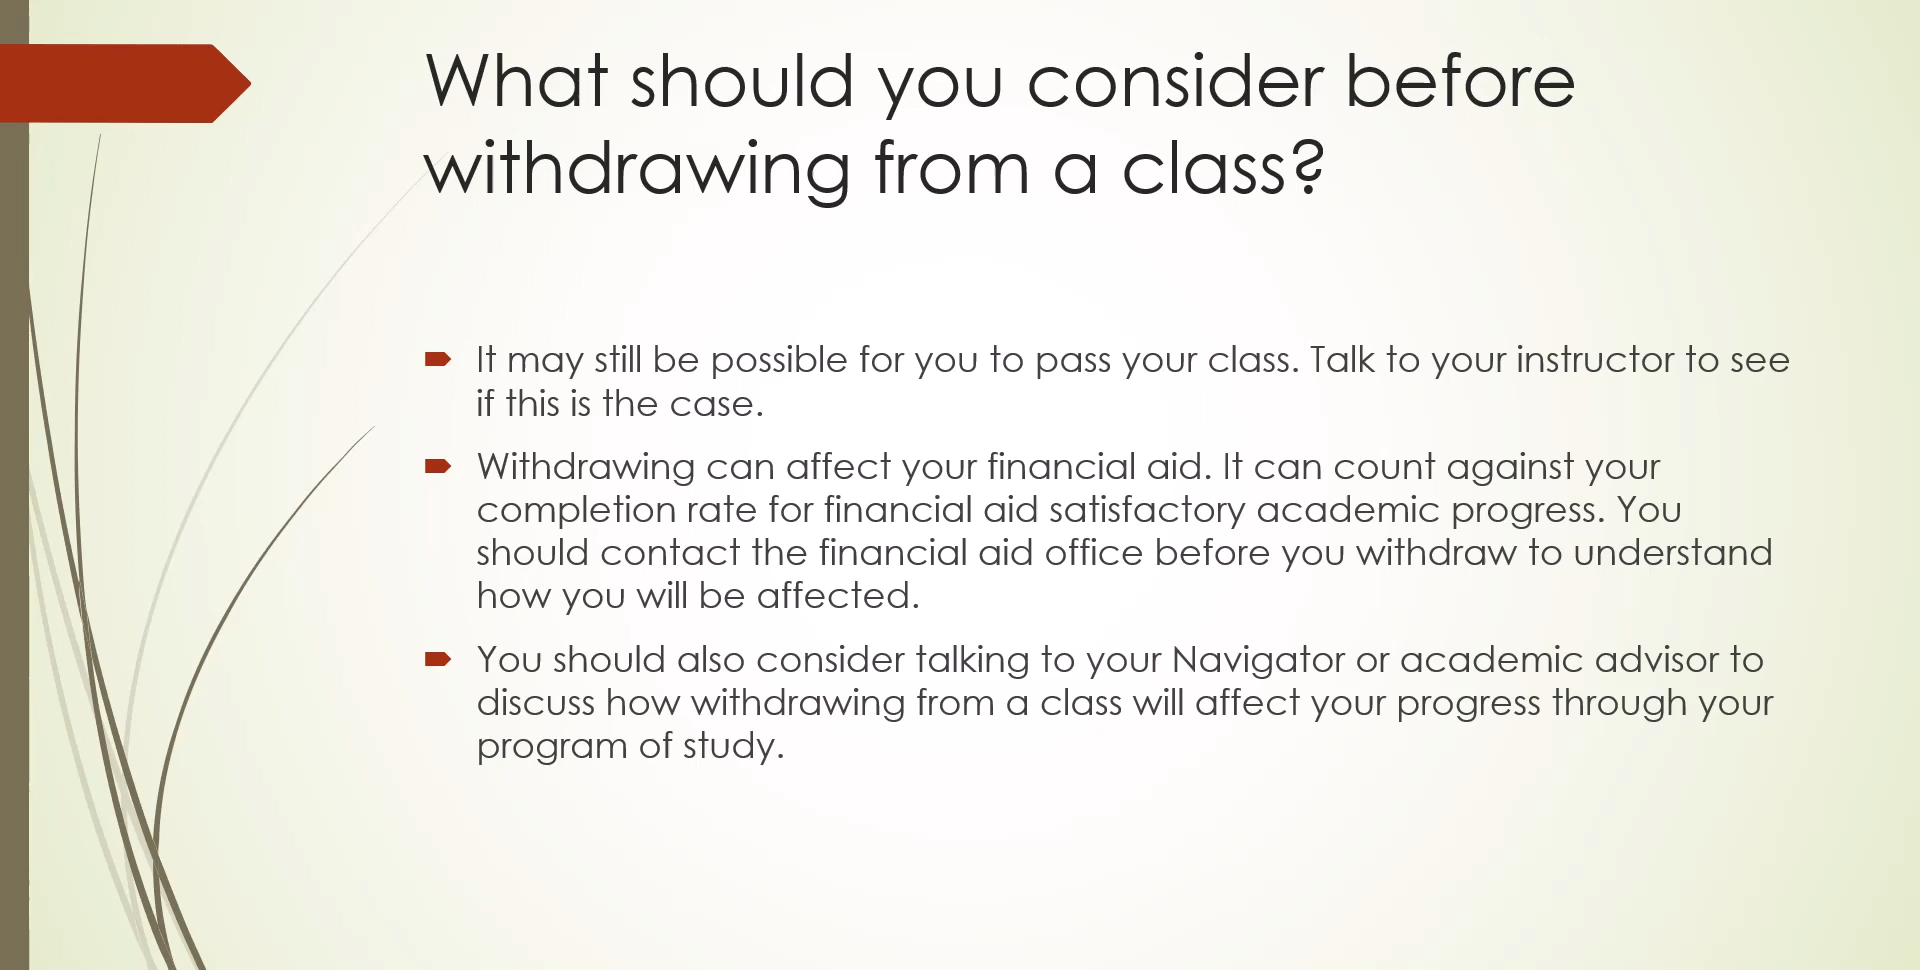 What should you consider before
withdrawing from a class?
It may still be possible for you to pass your class. Talk to your instructor to see
if this is the case.
Withdrawing can affect your financial aid. It can count against your
completion rate for financial aid satisfactory academic progress. You
should contact the financial aid office before you withdraw to understand
how you will be affected.
You should also consider talking to your Navigator or academic advisor to
discuss how withdrawing from a class will affect your progress through your
program of study.